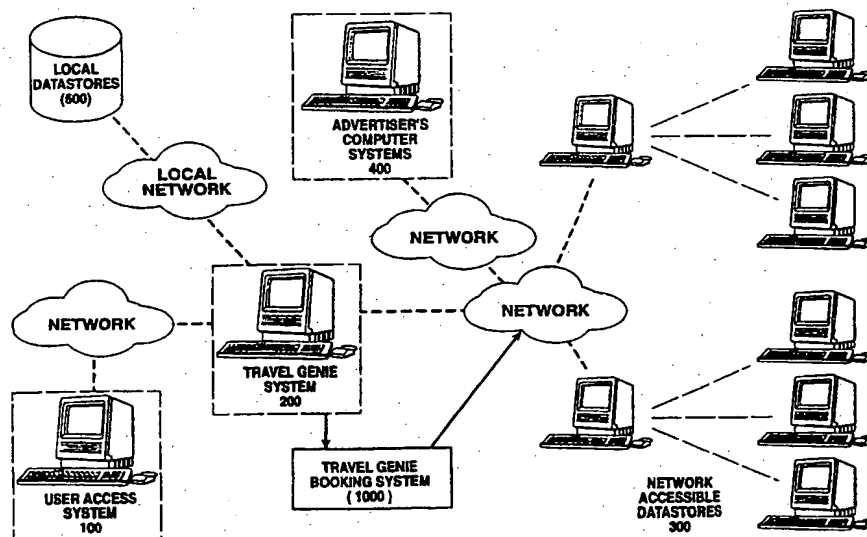 LOCAL
DATASTORES
(500)
ADVERTISER'S
COMPUTER
SYSTEMS
400
LOCAL
NETWORK
NETWORK
NETWORK
NETWORK
TRAVEL GENIE
SYSTEM
200
TRAVEL GENIE
BOOKING SYSTEM
(1000)
USER ACCESS
SYSTEM
100
NETWORK
ACCESSIBLE
DATASTORES
300